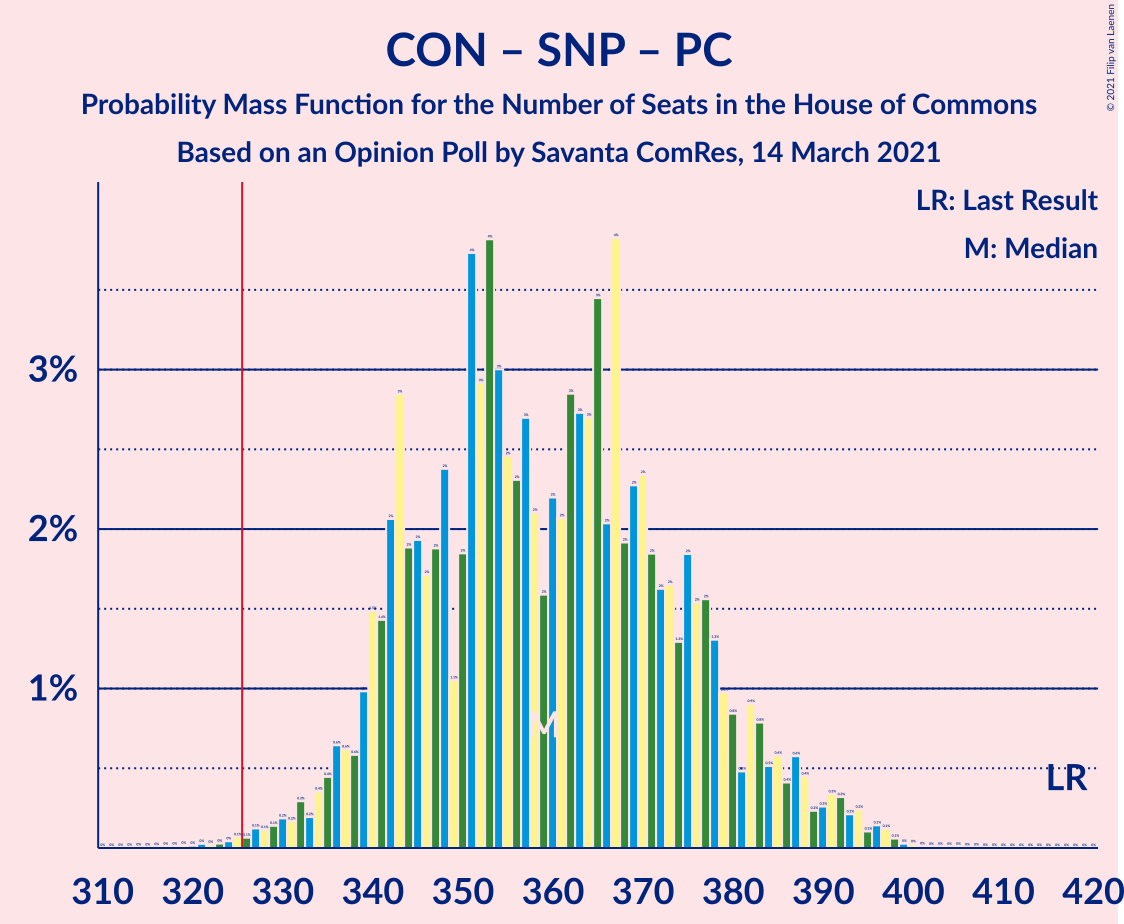 CON – SNP – PC
Probability Mass Function for the Number of Seats in the House of Commons
Based on an Opinion Poll by Savanta ComRes, 14 March 2021
© 2021 Filip van Laenen
LR: Last Result
M: Median
3%
2%
1%
M
LR
310 320 330 340 350 360 370 380 390 400 410 420